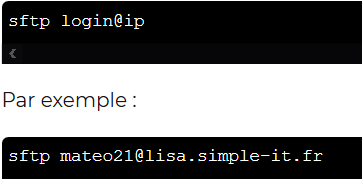 sftp login@ip
Par exemple :
sftp mateo21@lisa.simple-it.fr